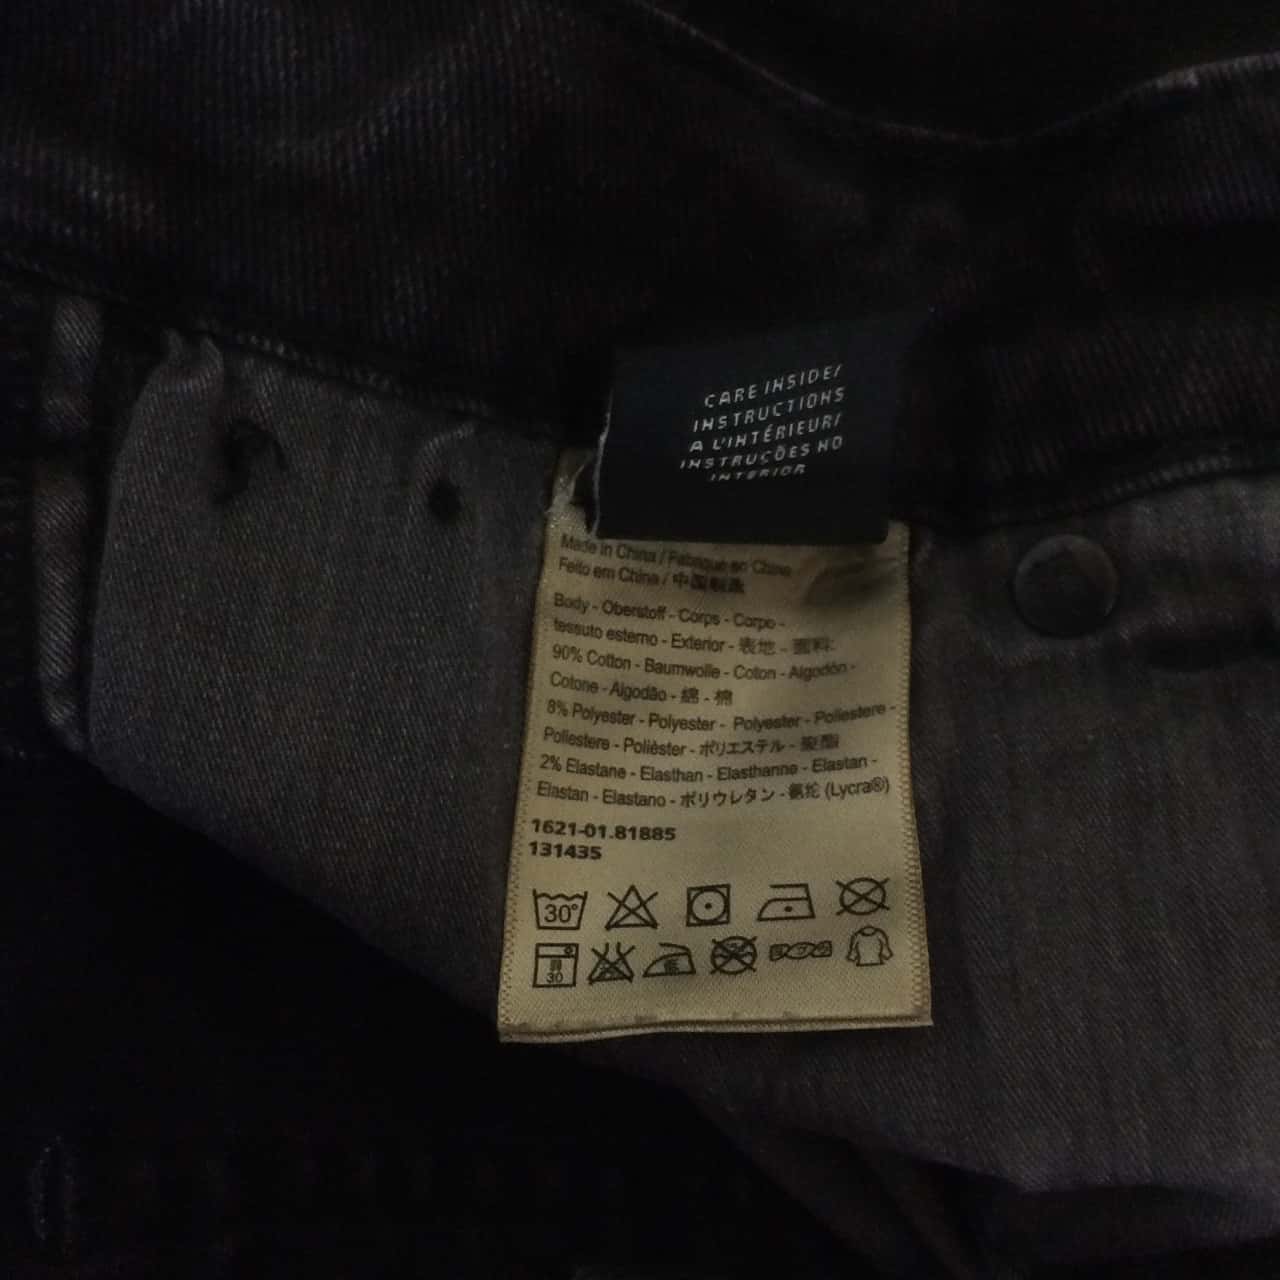 CARE INSIDE/
INSTRUCTIONS
A L'INTÉRIEUR/
INSTRUÇÕES NO
INTERIOR
Made in China / Fabriqué en Chine
Feito em China / 中国製造
Body - Oberstoff - Corps - Corpo -
tessuto esterno - Exterior - 表地 - 面料:
90% Cotton - Baumwolle - Coton - Algodón -
Cotone - Algodão - 綿 - 棉
8% Polyester - Polyester - Polyester - Poliestere -
Poliestere - Poliéster - ポリエステル - 聚酯
2% Elastane - Elasthan - Elasthanne - Elastan -
Elastan - Elastano - ポリウレタン - 氨纶 (Lycra®)
1621-01.81885
131435
30°
30